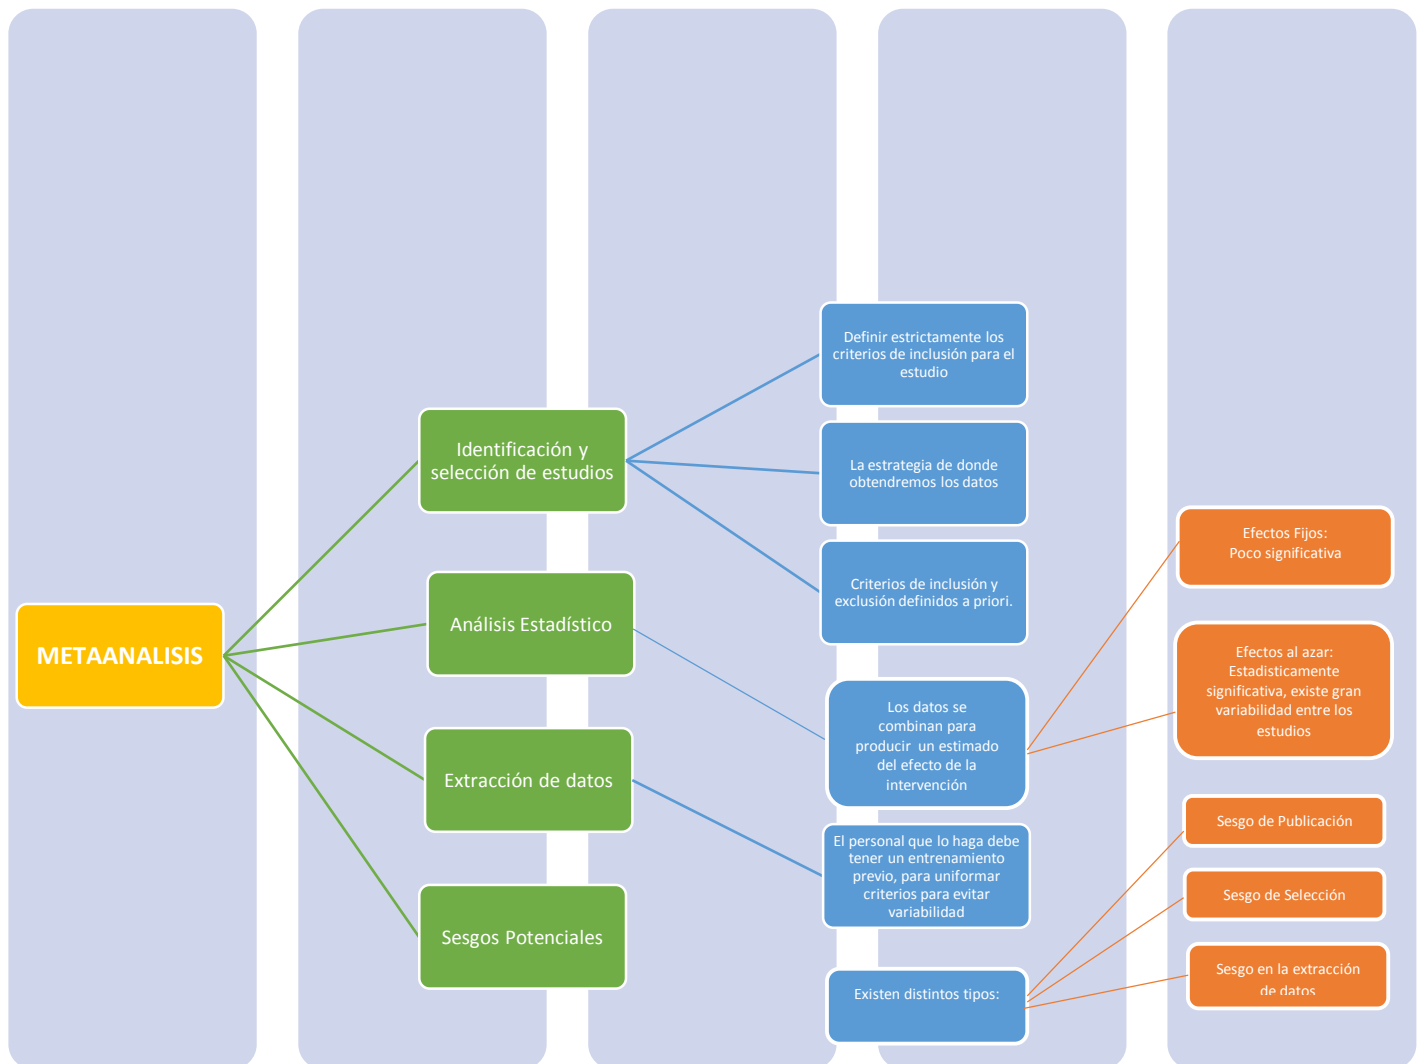 METAANALISIS
Identificación y
selección de estudios
Análisis Estadístico
Extracción de datos
Sesgos Potenciales
Definir estrictamente los
criterios de inclusión para el
estudio
La estrategia de donde
obtendremos los datos
Criterios de inclusión y
exclusión definidos a priori.
Los datos se
combinan para
producir un estimado
del efecto de la
intervención
El personal que lo haga debe
tener un entrenamiento
previo, para uniformar
criterios para evitar
variabilidad
Existen distintos tipos:
Efectos Fijos:
Poco significativa
Efectos al azar:
Estadisticamente
significativa, existe gran
variabilidad entre los
estudios
Sesgo de Publicación
Sesgo de Selección
Sesgo en la extracción
de datos